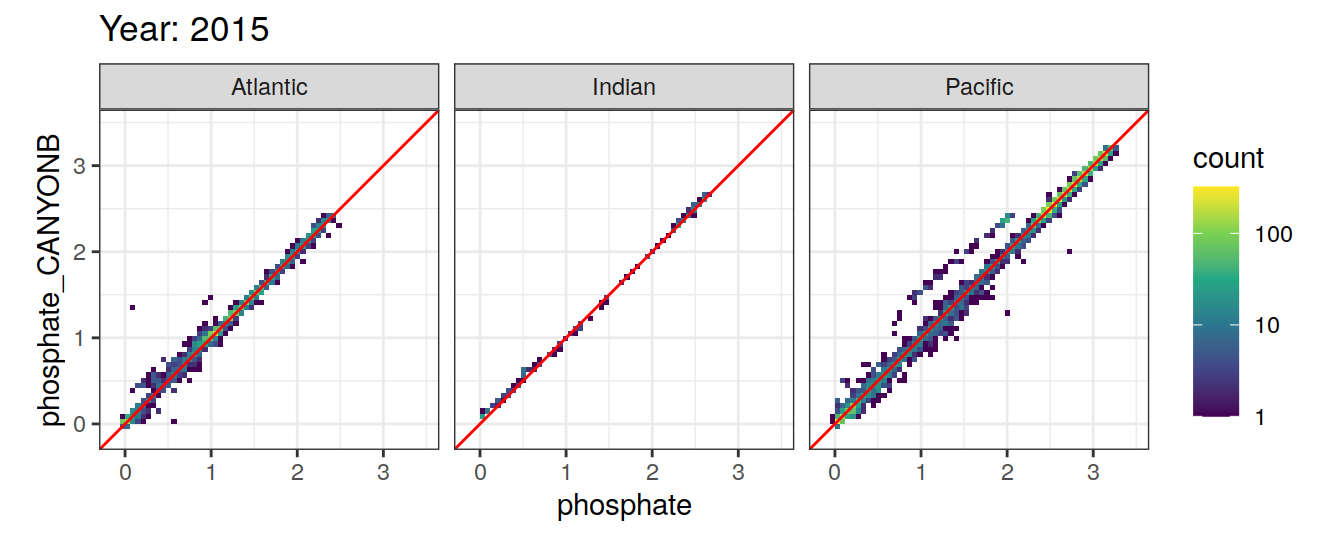 Year: 2015
Atlantic
Indian
Pacific
phosphate_CANYONB
3
2
1
0
0 1 2 3
0 1 2 3
0 1 2 3
phosphate
count
100
10
1